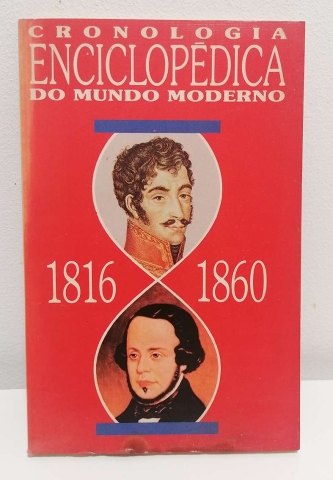 CRONOLOGIA
ENCICLOPÉDICA
DO MUNDO MODERNO
1816 1860